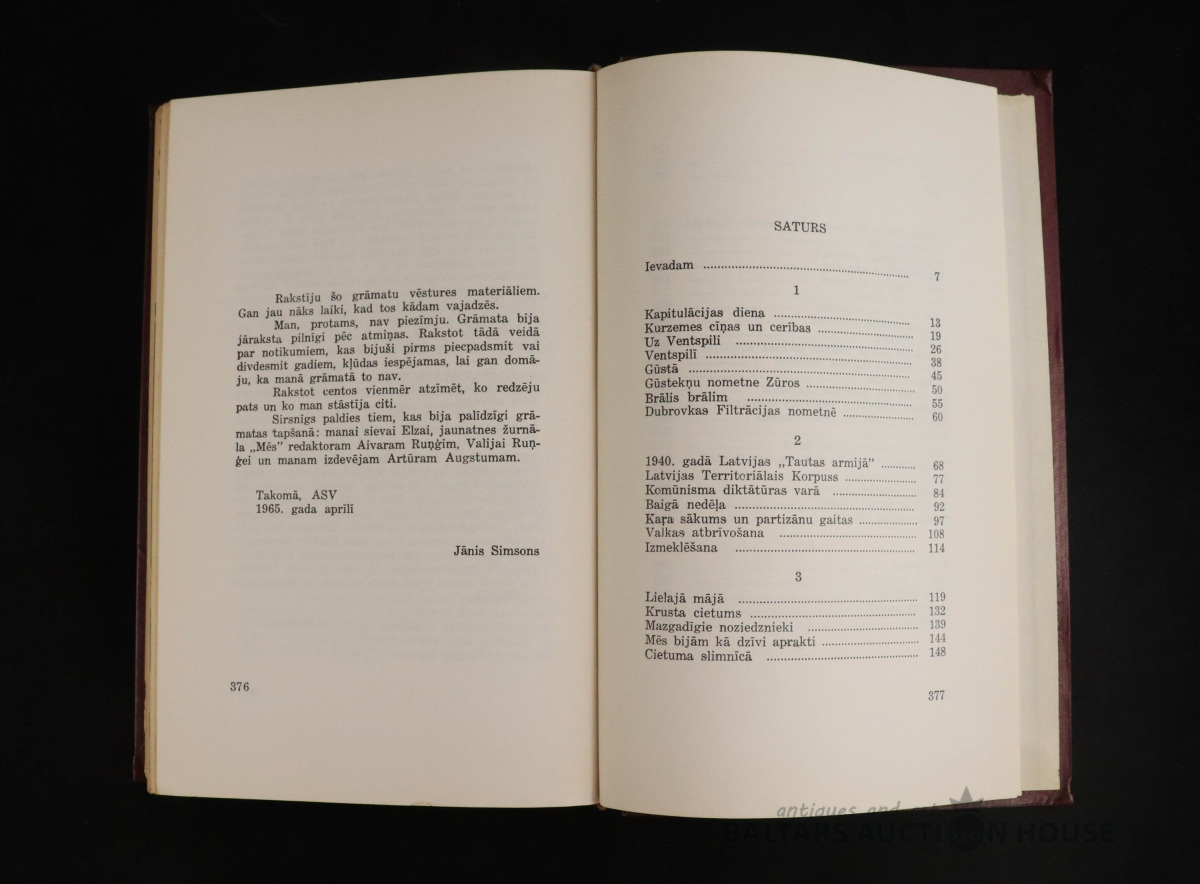 Rakstīju šo grāmatu vēstures materiāliem.
Gan jau nāks laiki, kad tos kādam vajadzēs.
Man, protams, nav piezīmju. Grāmata bija
jāraksta pilnīgi pēc atmiņas. Rakstot tādā veidā
par notikumiem, kas bijuši pirms piecpadsmit vai
divdesmit gadiem, kļūdas iespējamas, lai gan domā-
ju, ka manā grāmatā to nav.
Rakstot centos vienmēr atzīmēt, ko redzēju
pats un ko man stāstīja citi.
Sirsnīgs paldies tiem, kas bija palīdzīgi grā-
matas tapšanā: manai sievai Elzai, jaunatnes žurnā-
la „Mēs" redaktoram Aivaram Ruņģim, Valijai Ruņ-
ģei un manam izdevējam Artūram Augstumam.
Takomā, ASV
1965. gada aprīlī
Jānis Simsons
376
SATURS
Ievadam ........ 7
1
Kapitulācijas diena ........ 13
Kurzemes cīņas un cerības ........ 19
Uz Ventspili ........ 26
Ventspilī ........ 38
Gūstā ........ 45
Gūstekņu nometne Zūros ........ 50
Brālis brālim ........ 55
Dubrovkas Filtrācijas nometnē ........ 60
2
1940. gadā Latvijas „Tautas armijā" ........ 68
Latvijas Territoriālais Korpuss ........ 77
Komūnisma diktātūras varā ........ 84
Baigā nedēļa ........ 92
Kaŗa sākums un partizānu gaitas ........ 97
Valkas atbrīvošana ........ 108
Izmeklēšana ........ 114
3
Lielajā mājā ........ 119
Krusta cietums ........ 132
Mazgadīgie noziedznieki ........ 139
Mēs bijām kā dzīvi aprakti ........ 144
Cietuma slimnīcā ........ 148
377
antiques and art
BALTARS AUCTION HOUSE